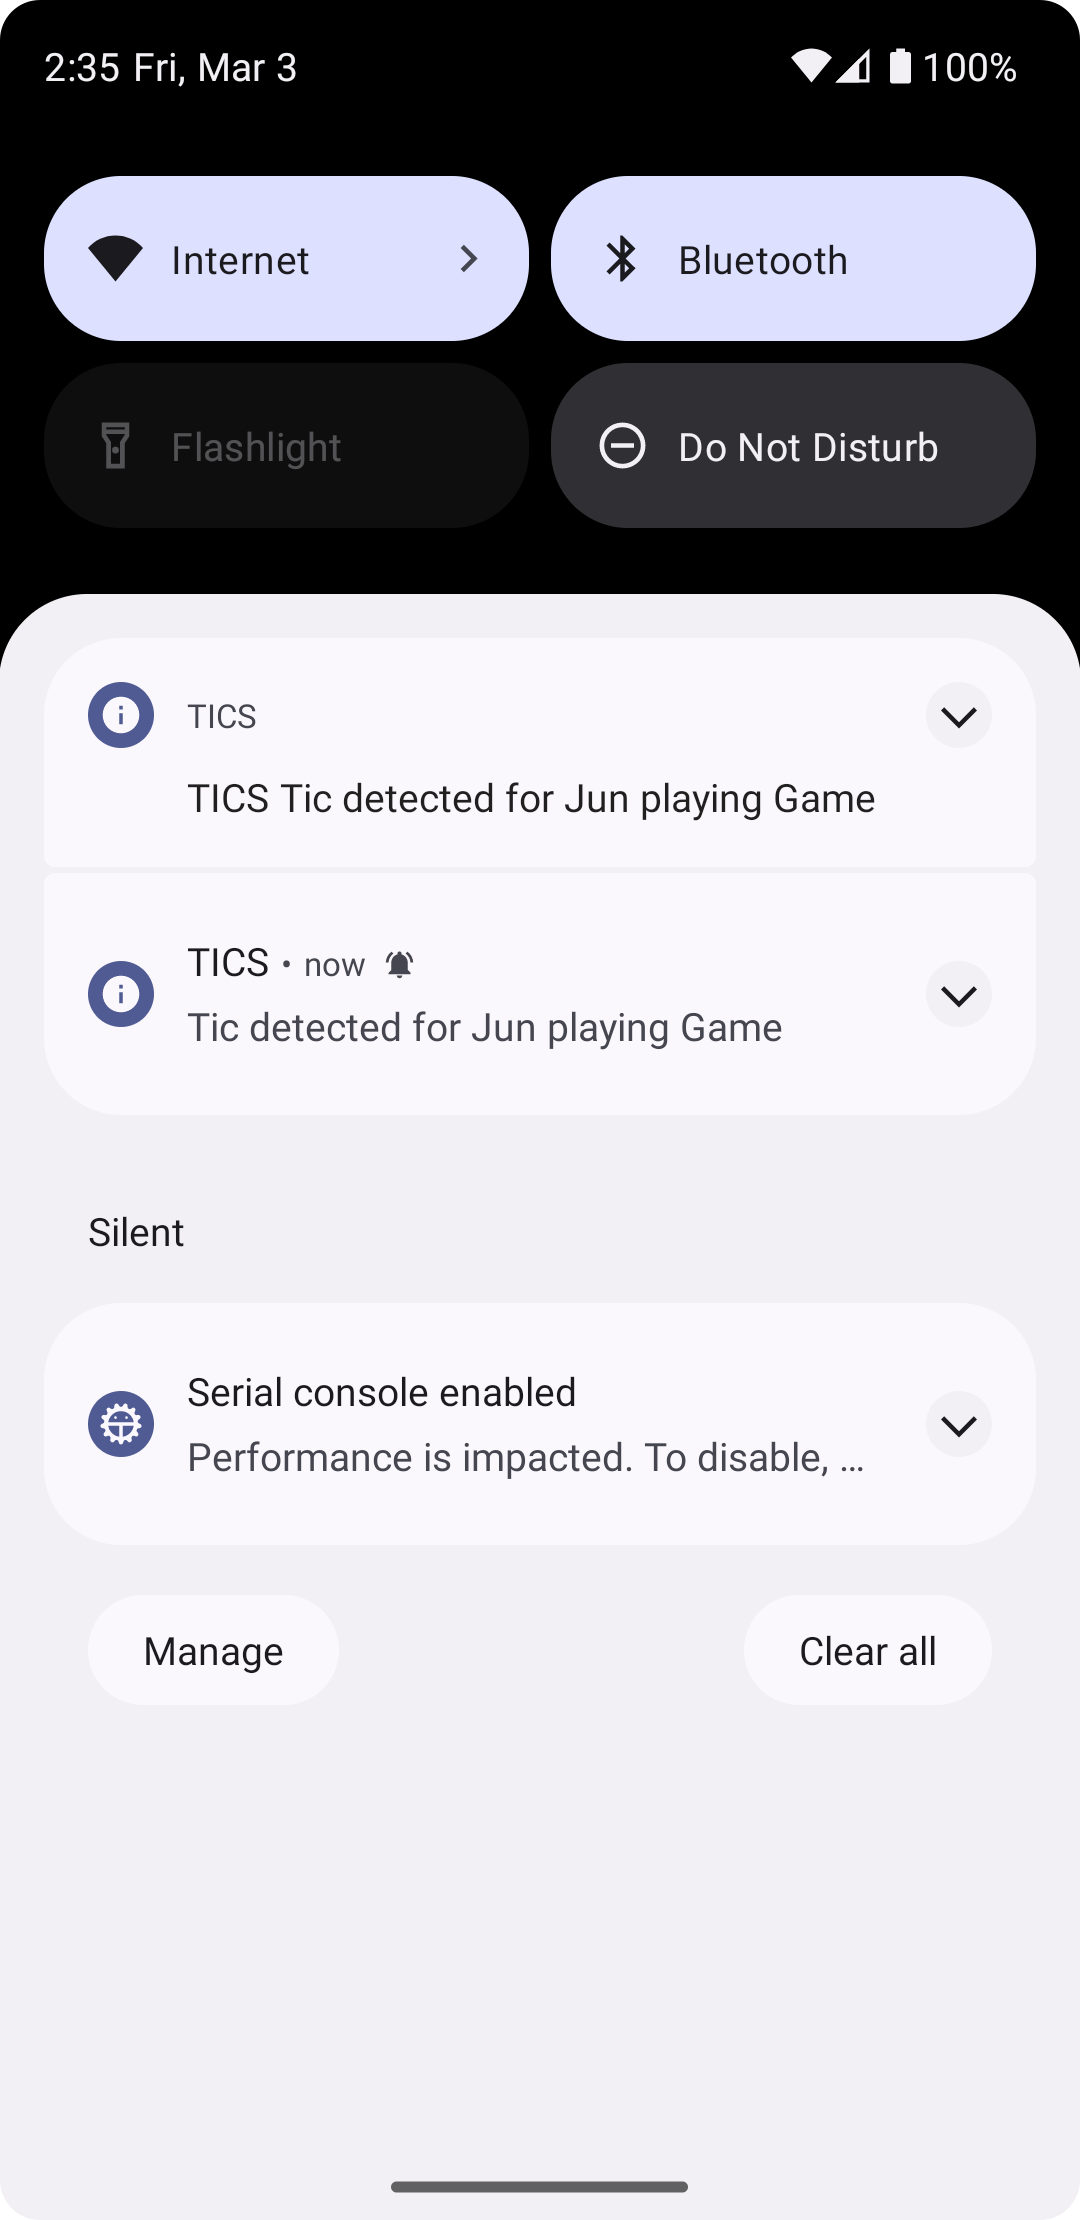 2:35 Fri, Mar 3
100%
Internet
Bluetooth
Flashlight
Do Not Disturb
TICS
TICS Tic detected for Jun playing Game
TICS • now
Tic detected for Jun playing Game
Silent
Serial console enabled
Performance is impacted. To disable, …
Manage
Clear all